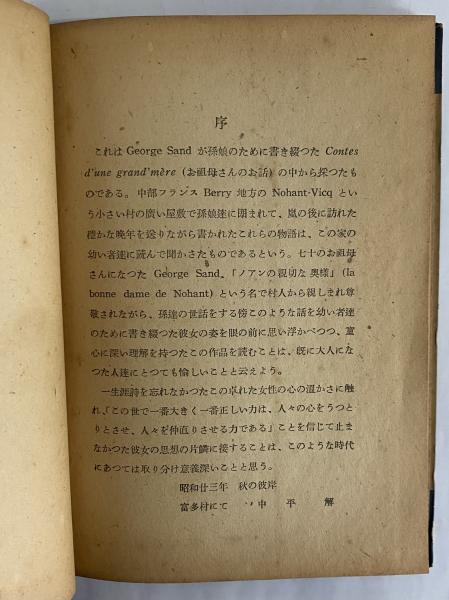 序
これは George Sand が孫娘のために書き綴つた Contes
d'une grand'mère (お祖母さんのお話) の中から採つたも
のである。中部フランス Berry 地方の Nohant-Vicq とい
う小さい村の廣い屋敷で孫娘達に囲まれて、嵐の後に訪れた
穏かな晩年を送りながら書かれたこれらの物語は、この家の
幼い者達に読んで聞かさたものであるという。七十のお祖母
さんになつた George Sand、「ノアンの親切な奥様」(la
bonne dame de Nohant) という名で村人から親しまれ尊
敬されながら、孫達の世話をする傍このような話を幼い者達
のために書き綴つた彼女の姿を眼の前に思い浮かべつつ、童
心に深い理解を持つたこの作品を読むことは、既に大人にな
つた人達にとつても愉しいことと云えよう。
一生涯詩を忘れなかつたこの卓れた女性の心の温かさに触
れ、「この世で一番大きく一番正しい力は、人々の心をうつと
りとさせ、人々を仲直りさせる力である」ことを信じて止ま
なかつた彼女の思想の片鱗に接することは、このような時代
にあつては取り分け意義深いことと思う。
昭和廿三年 秋の彼岸
富多村にて 中平解